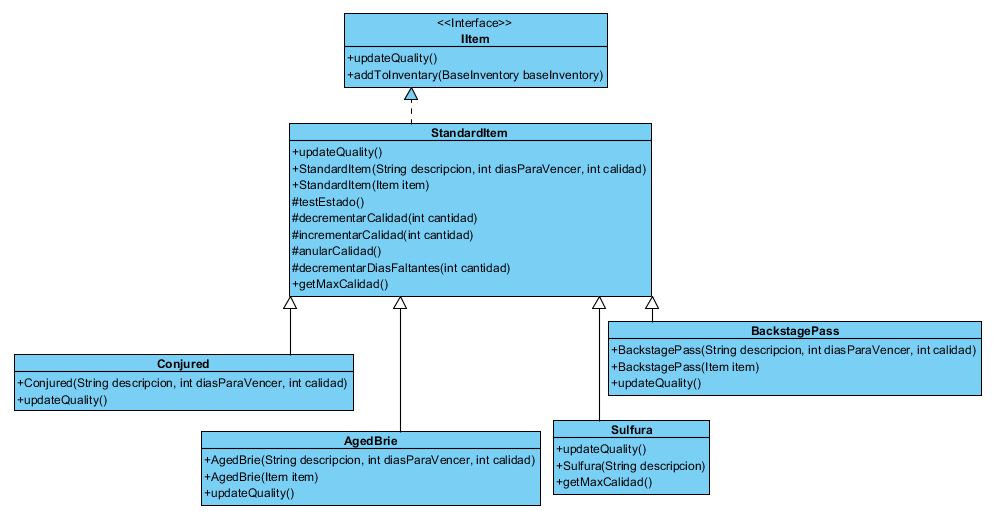 <<Interface>>
IItem
+updateQuality()
+addToInventary(BaseInventory baseInventory)
StandardItem
+updateQuality()
+StandardItem(String descripcion, int diasParaVencer, int calidad)
+StandardItem(Item item)
#testEstado()
#decrementarCalidad(int cantidad)
#incrementarCalidad(int cantidad)
#anularCalidad()
#decrementarDiasFaltantes(int cantidad)
+getMaxCalidad()
BackstagePass
+BackstagePass(String descripcion, int diasParaVencer, int calidad)
+BackstagePass(Item item)
+updateQuality()
Conjured
+Conjured(String descripcion, int diasParaVencer, int calidad)
+updateQuality()
AgedBrie
+AgedBrie(String descripcion, int diasParaVencer, int calidad)
+AgedBrie(Item item)
+updateQuality()
Sulfura
+updateQuality()
+Sulfura(String descripcion)
+getMaxCalidad()